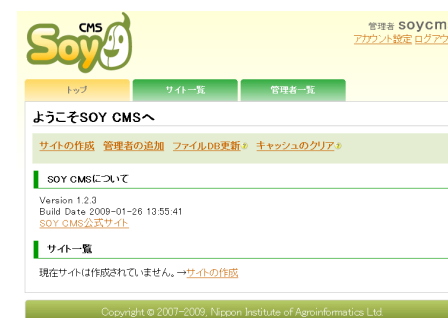 CMS
Soy
管理者 soycm
アカウント設定 ログアウ
トップ サイト一覧 管理者一覧
ようこそSOY CMSへ
サイトの作成 管理者の追加 ファイルDB更新 キャッシュのクリア
SOY CMSについて
Version 1.2.3
Build Date 2009-01-26 13:55:41
SOY CMS公式サイト
サイト一覧
現在サイトは作成されていません。→サイトの作成
Copyright © 2007-2009, Nippon Institute of Agroinformatics Ltd.